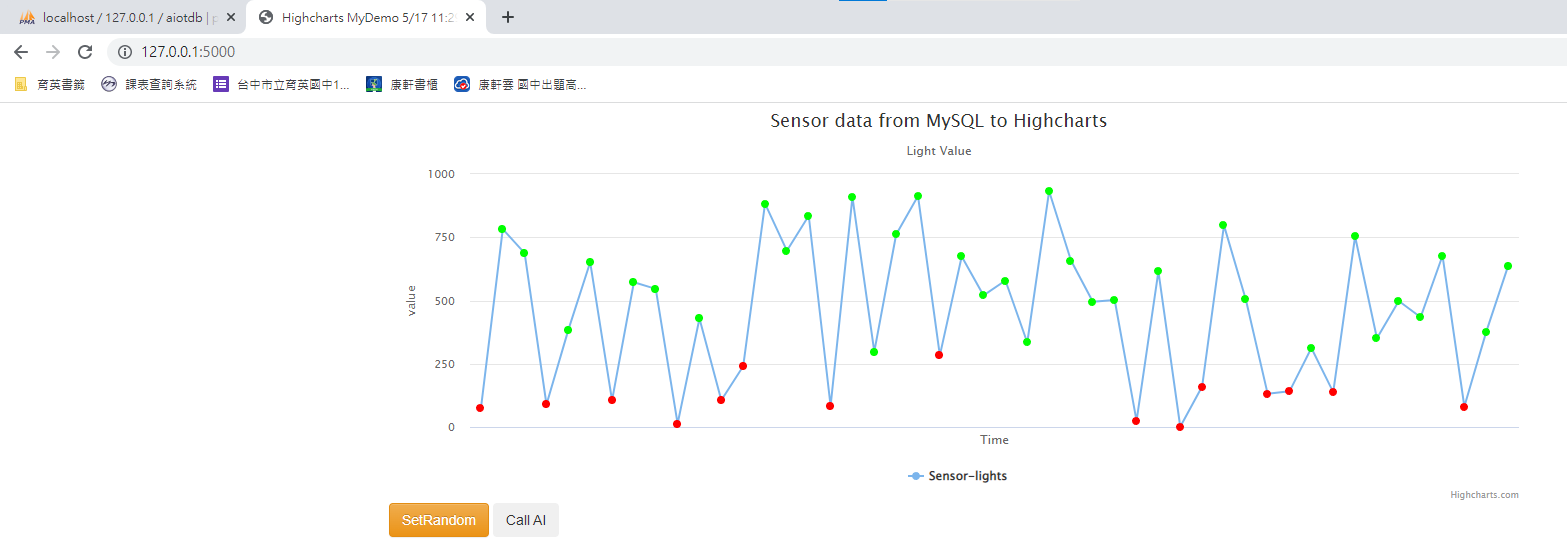 localhost / 127.0.0.1 / aiotdb | p
Highcharts MyDemo 5/17 11:25
127.0.0.1:5000
育英書籤
課表查詢系統
台中市立育英國中1...
康軒書櫃
康軒雲 國中出題高...
Sensor data from MySQL to Highcharts
Light Value
1000
750
500
250
0
value
Time
Sensor-lights
Highcharts.com
SetRandom
Call AI